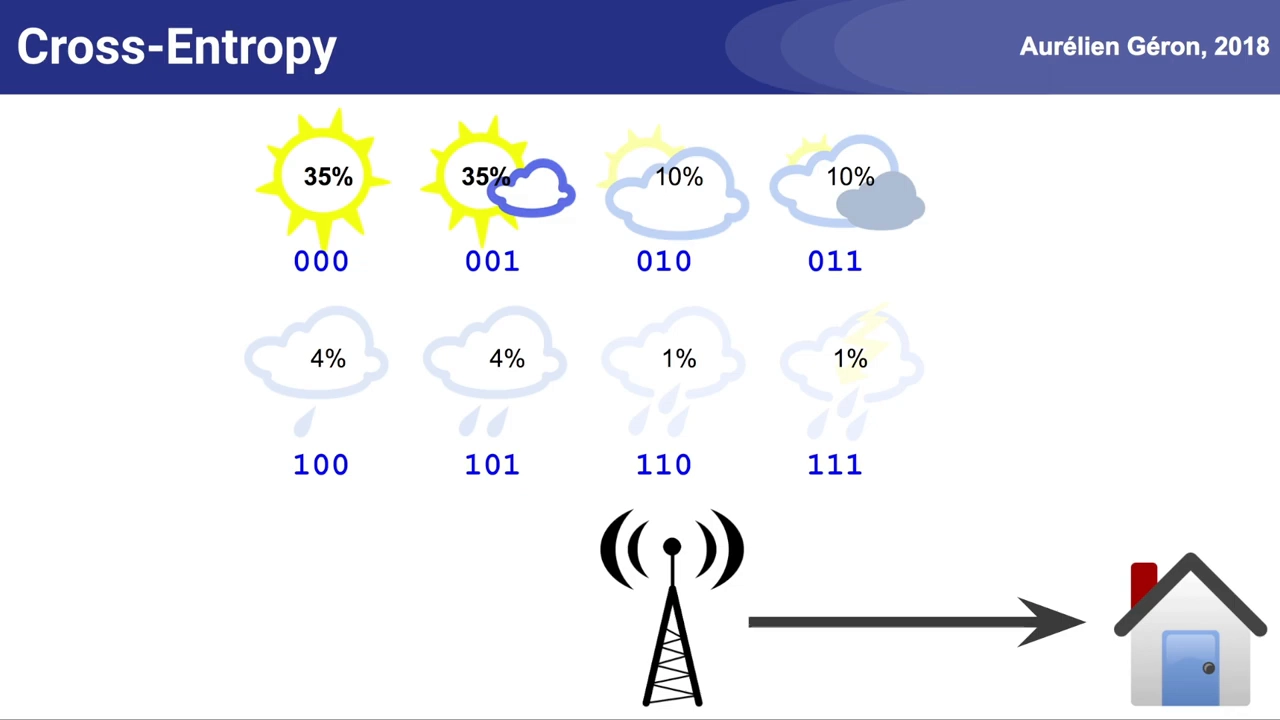 Cross-Entropy
Aurélien Géron, 2018
35% 35% 10% 10%
000 001 010 011
4% 4% 1% 1%
100 101 110 111